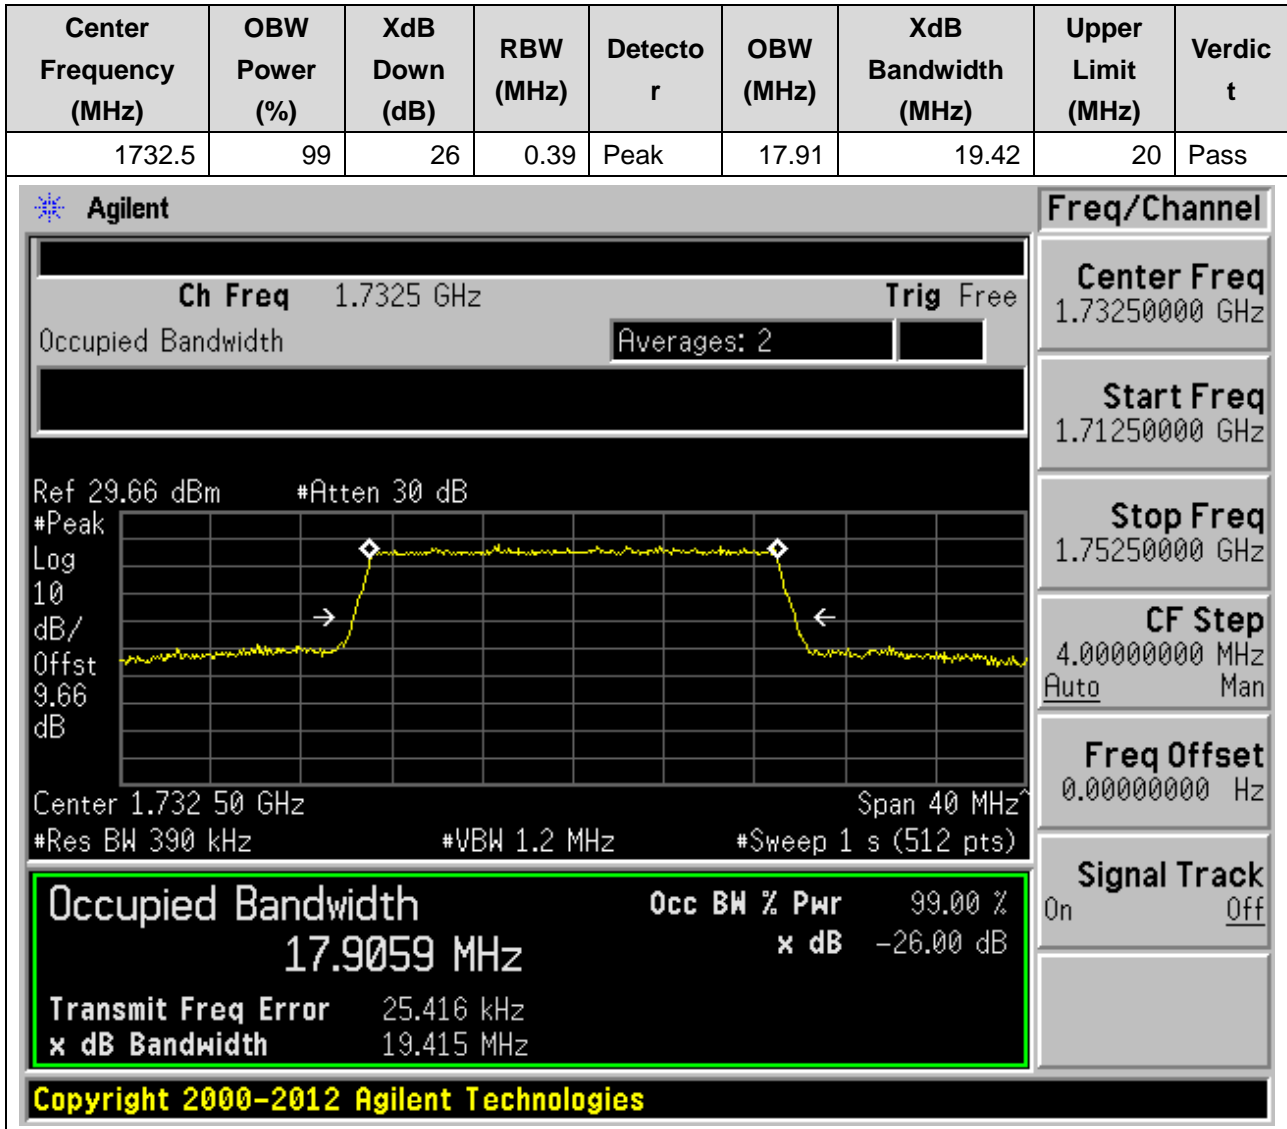 Center Frequency (MHz) OBW Power (%) XdB Down (dB) RBW (MHz) Detecto r OBW (MHz) XdB Bandwidth (MHz) Upper Limit (MHz) Verdic t
1732.5 99 26 0.39 Peak 17.91 19.42 20 Pass
Agilent
Freq/Channel
Ch Freq 1.7325 GHz Trig Free
Occupied Bandwidth Averages: 2
Center Freq
1.73250000 GHz
Start Freq
1.71250000 GHz
Stop Freq
1.75250000 GHz
CF Step
4.00000000 MHz
Auto Man
Freq Offset
0.00000000 Hz
Signal Track
On Off
Ref 29.66 dBm #Atten 30 dB
#Peak
Log
10
dB/
Offst
9.66
dB
Center 1.732 50 GHz Span 40 MHz^
#Res BW 390 kHz #VBW 1.2 MHz #Sweep 1 s (512 pts)
Occupied Bandwidth Occ BW % Pwr 99.00 %
17.9059 MHz x dB -26.00 dB
Transmit Freq Error 25.416 kHz
x dB Bandwidth 19.415 MHz
Copyright 2000-2012 Agilent Technologies